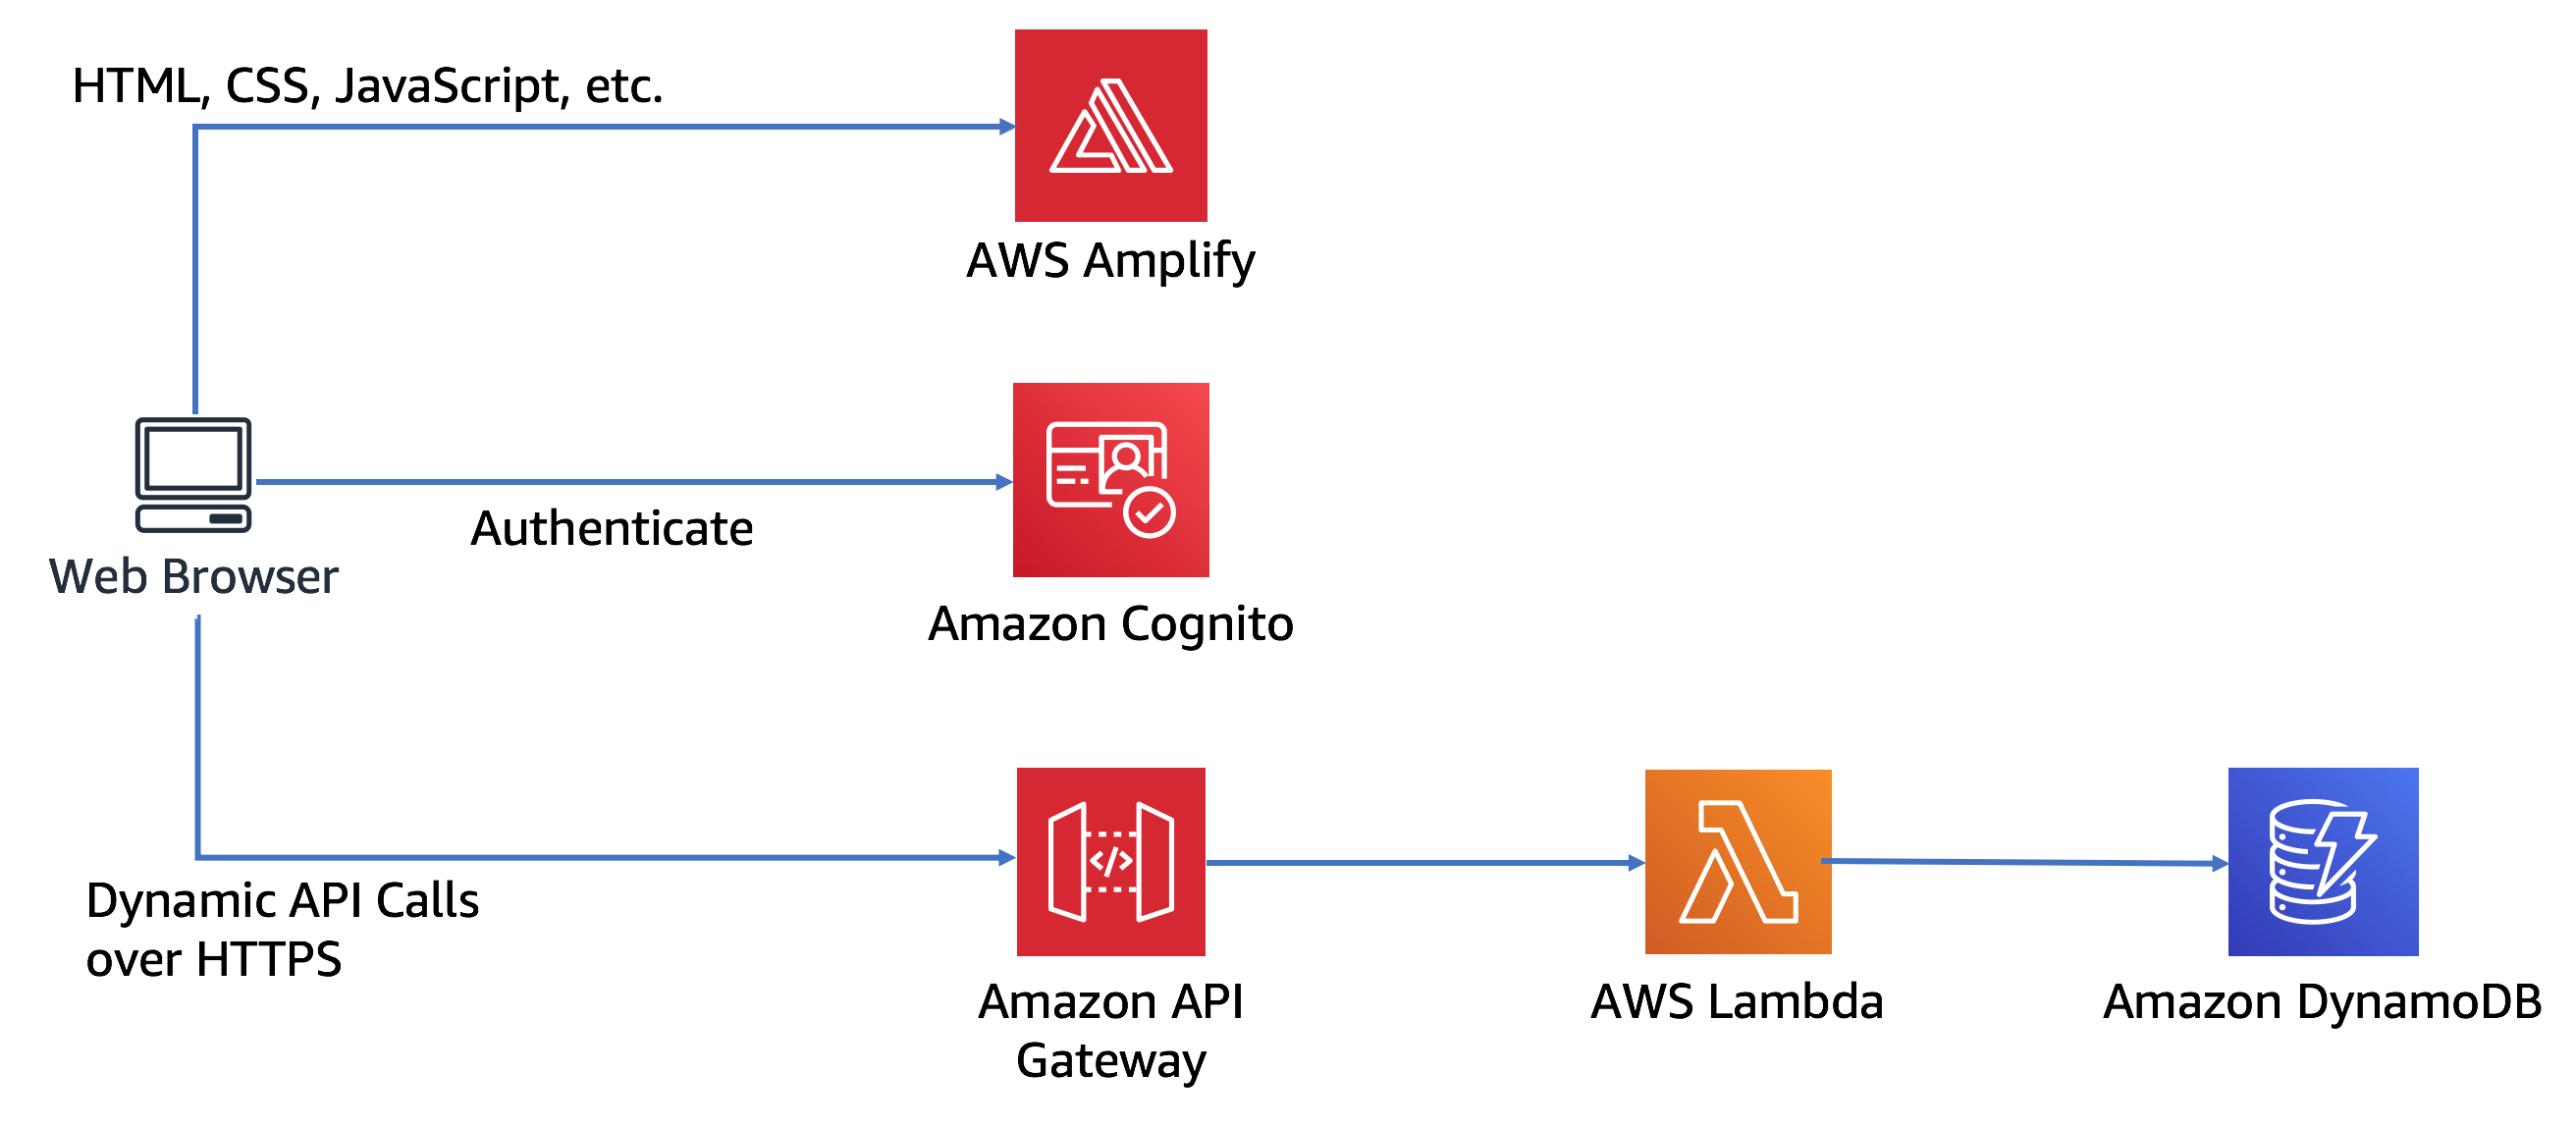 HTML, CSS, JavaScript, etc.
AWS Amplify
Authenticate
Web Browser
Amazon Cognito
Dynamic API Calls
over HTTPS
</>
Amazon API
Gateway
AWS Lambda
Amazon DynamoDB